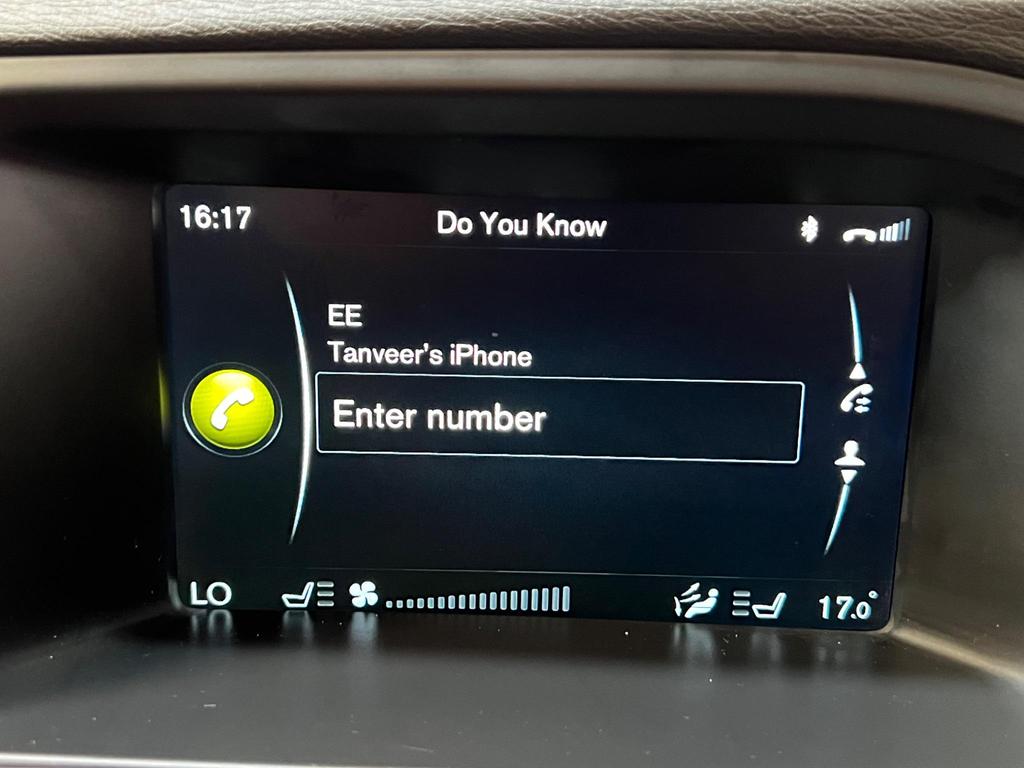 16:17
Do You Know
EE
Tanveer's iPhone
Enter number
LO
17.0°